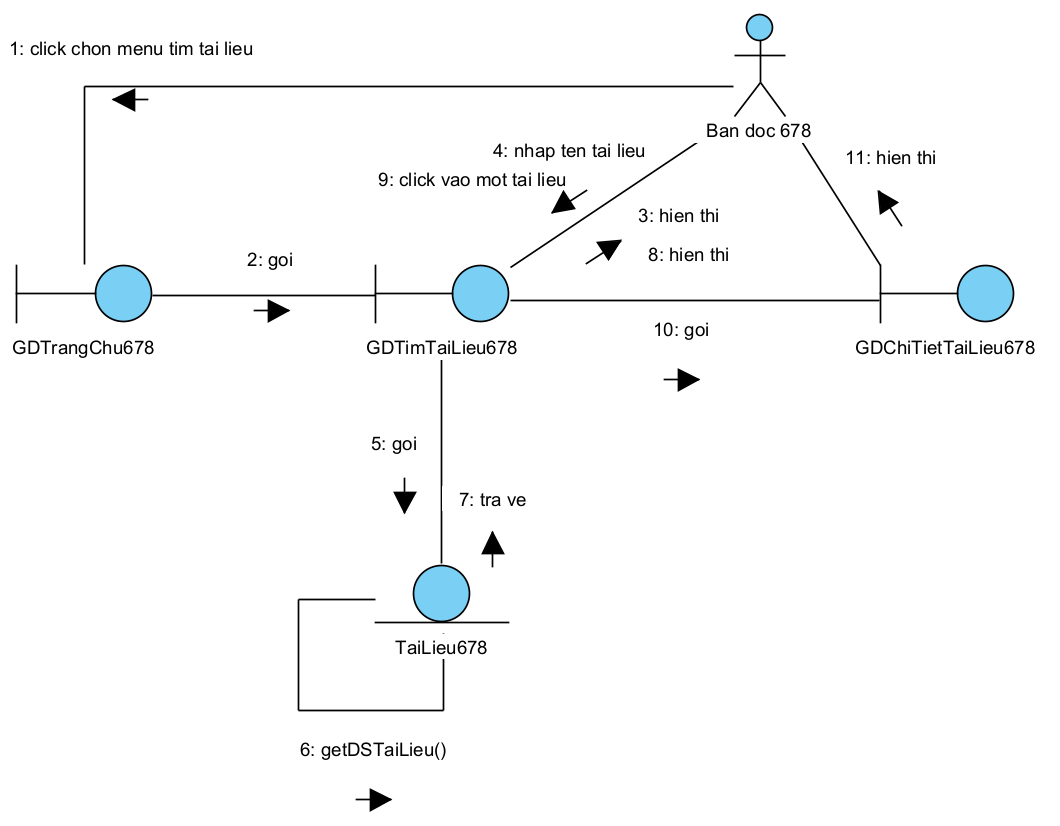 1: click chon menu tim tai lieu
Ban doc 678
4: nhap ten tai lieu
11: hien thi
9: click vao mot tai lieu
3: hien thi
8: hien thi
2: goi
10: goi
GDTrangChu678
GDTimTaiLieu678
GDChiTietTaiLieu678
5: goi
7: tra ve
TaiLieu678
6: getDSTaiLieu()